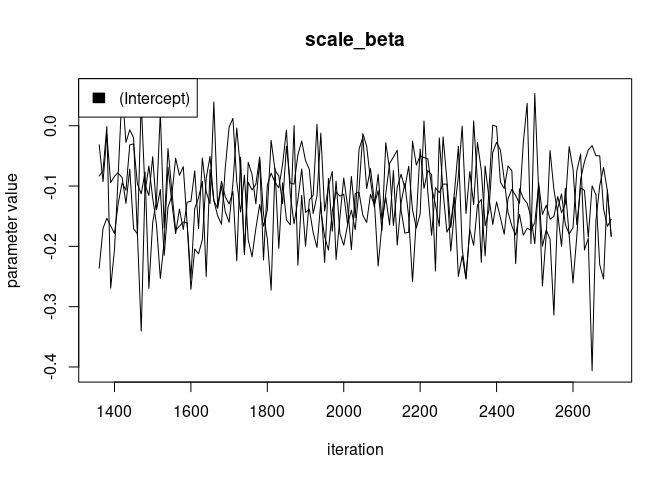 scale_beta
(Intercept)
parameter value
0.0
-0.1
-0.2
-0.3
-0.4
1400 1600 1800 2000 2200 2400 2600
iteration